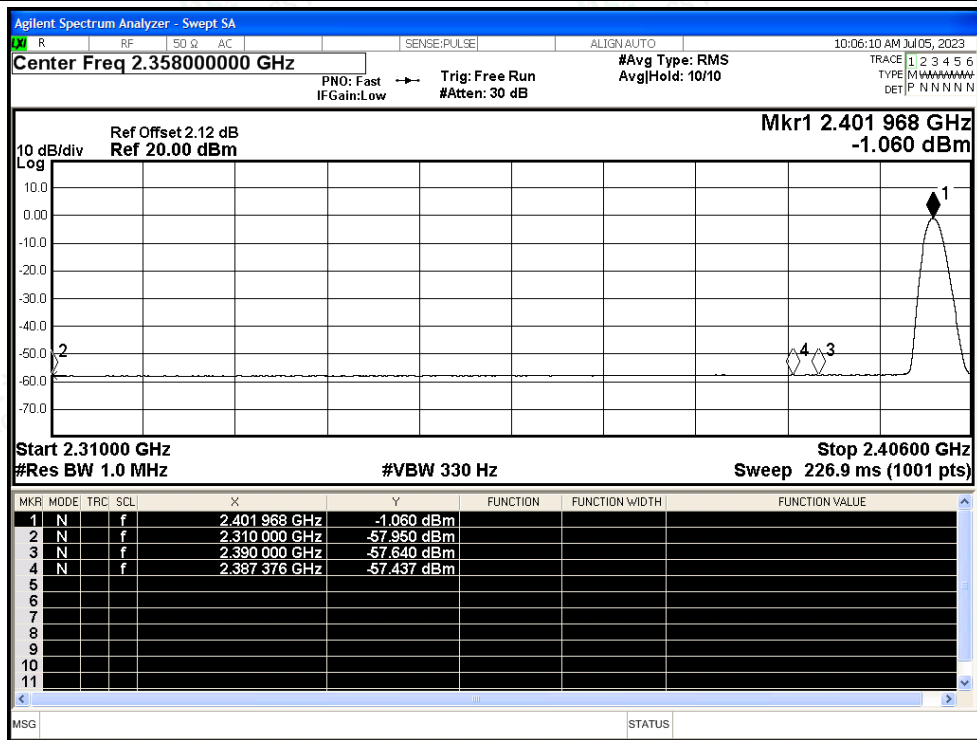 Agilent Spectrum Analyzer - Swept SA
LXI R RF 50 Ω AC SENSE:PULSE ALIGN AUTO 10:06:10 AM Jul 05, 2023
Center Freq 2.358000000 GHz
PNO: Fast
IFGain:Low
Trig: Free Run
#Atten: 30 dB
#Avg Type: RMS
Avg|Hold: 10/10
TRACE 1 2 3 4 5 6
TYPE M
DET P N N N N N
Ref Offset 2.12 dB
Ref 20.00 dBm
10 dB/div
Log
Mkr1 2.401 968 GHz
-1.060 dBm
10.0
0.00
-10.0
-20.0
-30.0
-40.0
-50.0
-60.0
-70.0
1
2
4
3
Start 2.31000 GHz Stop 2.40600 GHz
#Res BW 1.0 MHz #VBW 330 Hz Sweep 226.9 ms (1001 pts)
MKR MODE TRC SCL X Y FUNCTION FUNCTION WIDTH FUNCTION VALUE
1 N f 2.401 968 GHz -1.060 dBm
2 N f 2.310 000 GHz -57.950 dBm
3 N f 2.390 000 GHz -57.640 dBm
4 N f 2.387 376 GHz -57.437 dBm
5
6
7
8
9
10
11
MSG STATUS